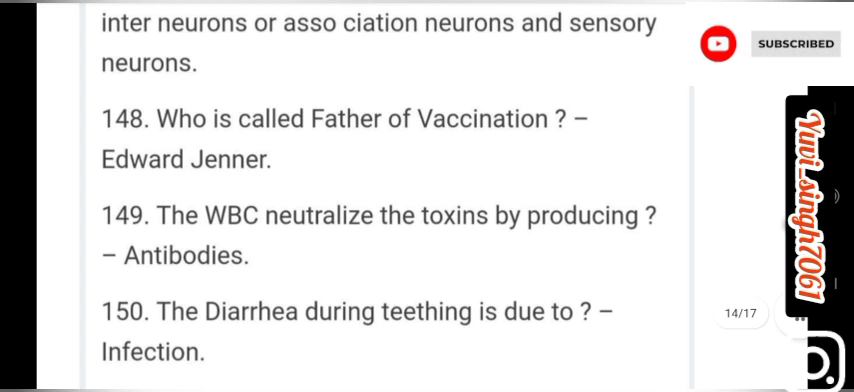 inter neurons or asso ciation neurons and sensory
neurons.
148. Who is called Father of Vaccination ? –
Edward Jenner.
149. The WBC neutralize the toxins by producing ?
– Antibodies.
150. The Diarrhea during teething is due to ? –
Infection.
SUBSCRIBED
Yuvi_singh7061
14/17